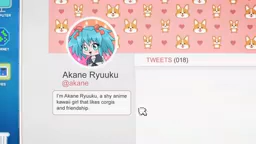 TWEETS (018)
Akane Ryuuku
@akane
I'm Akane Ryuuku, a shy anime
kawaii girl that likes corgis
and friendship.